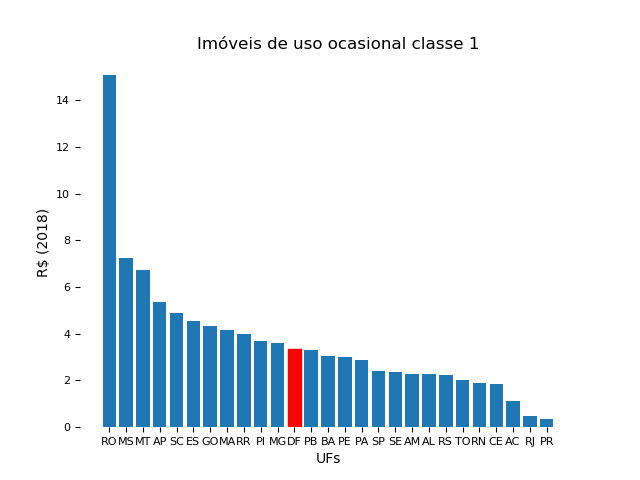 Imóveis de uso ocasional classe 1
14
12
10
8
6
4
2
0
R$ (2018)
RO MS MT AP SC ES GO MA RR PI MG DF PB BA PE PA SP SE AM AL RS TO RN CE AC RJ PR
UFs